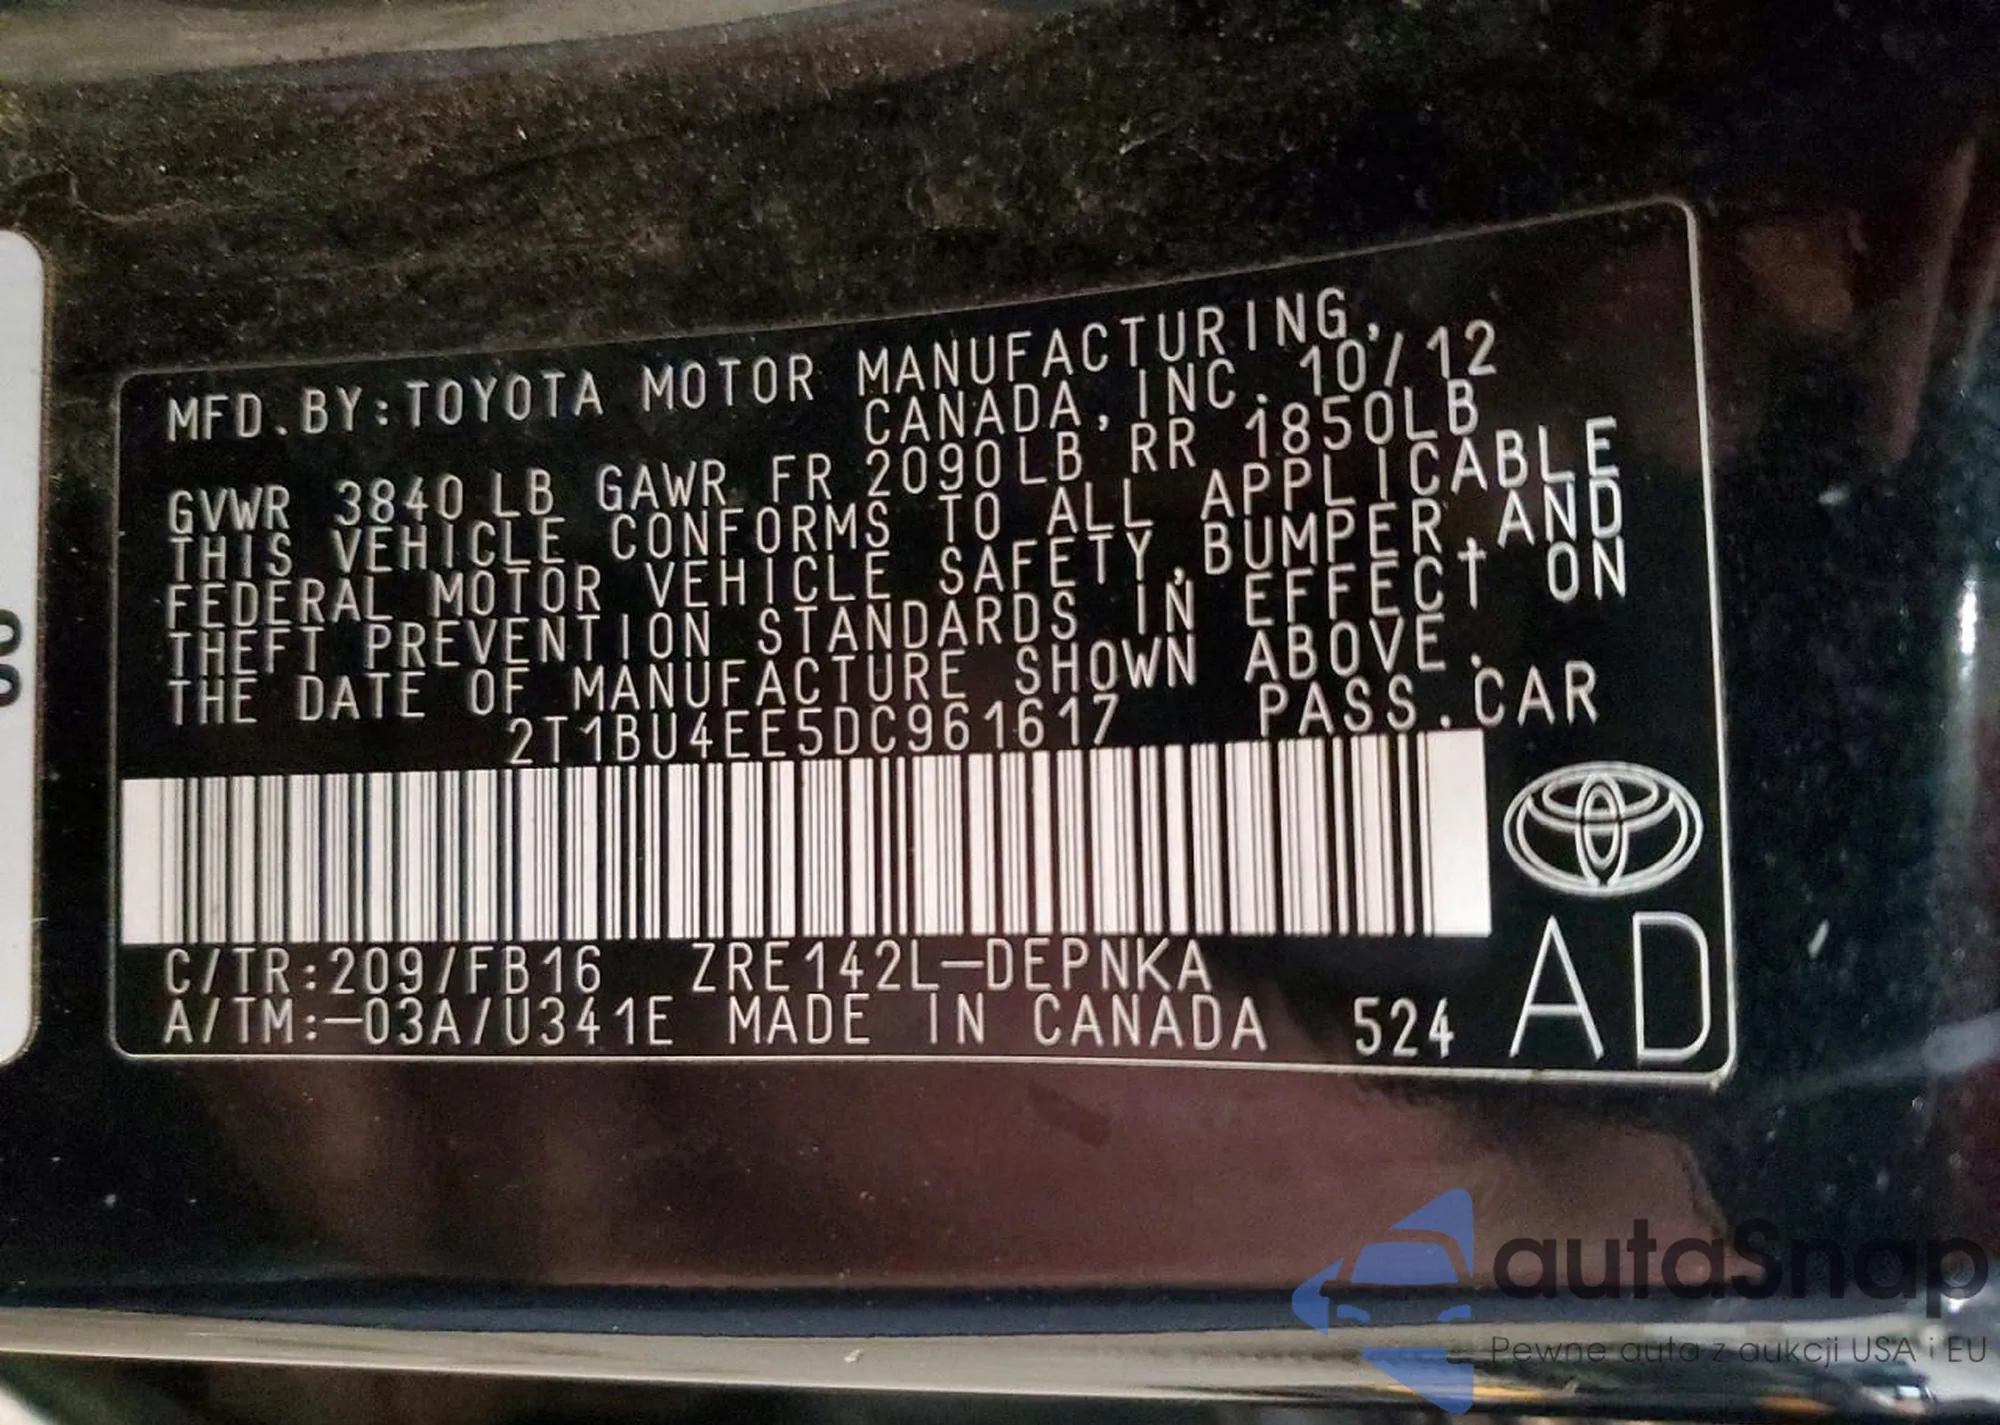 MFD.BY:TOYOTA MOTOR MANUFACTURING,
CANADA, INC. 10/12
GVWR 3840LB GAWR FR 2090LB RR 1850LB
THIS VEHICLE CONFORMS TO ALL APPLICABLE
FEDERAL MOTOR VEHICLE SAFETY,BUMPER,AND
THEFT PREVENTION STANDARDS IN EFFECT ON
THE DATE OF MANUFACTURE SHOWN ABOVE.
2T1BU4EE5DC961617 PASS.CAR
C/TR:209/FB16 ZRE142L-DEPNKA
A/TM:-03A/U341E MADE IN CANADA 524
AD
autaSnap
Pewne auta z aukcji USA i EU